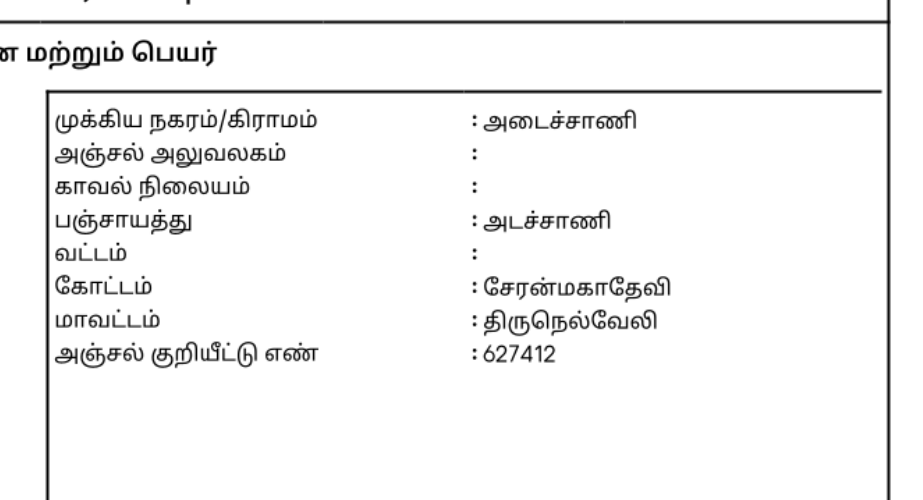 மற்றும் பெயர்
முக்கிய நகரம்/கிராமம் : அடைச்சாணி
அஞ்சல் அலுவலகம் :
காவல் நிலையம் :
பஞ்சாயத்து : அடச்சாணி
வட்டம் :
கோட்டம் : சேரன்மகாதேவி
மாவட்டம் : திருநெல்வேலி
அஞ்சல் குறியீட்டு எண் : 627412